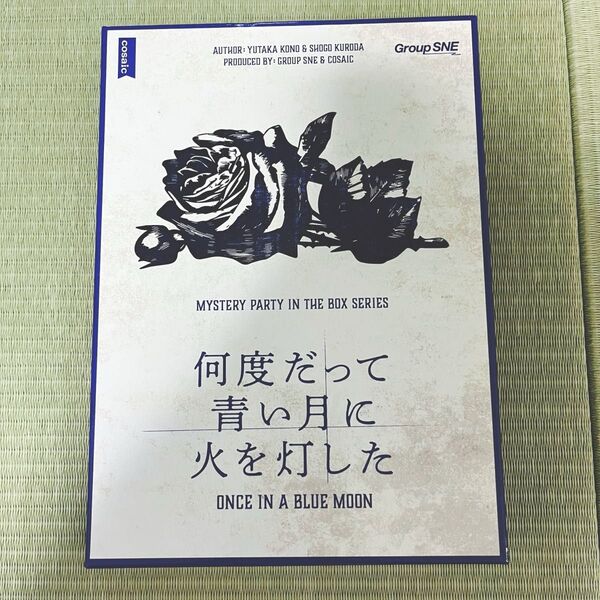 cosaic
AUTHOR: YUTAKA KONO & SHOGO KURODA
PRODUCED BY: GROUP SNE & COSAIC
Group SNE
MYSTERY PARTY IN THE BOX SERIES
何度だって
青い月に
火を灯した
ONCE IN A BLUE MOON